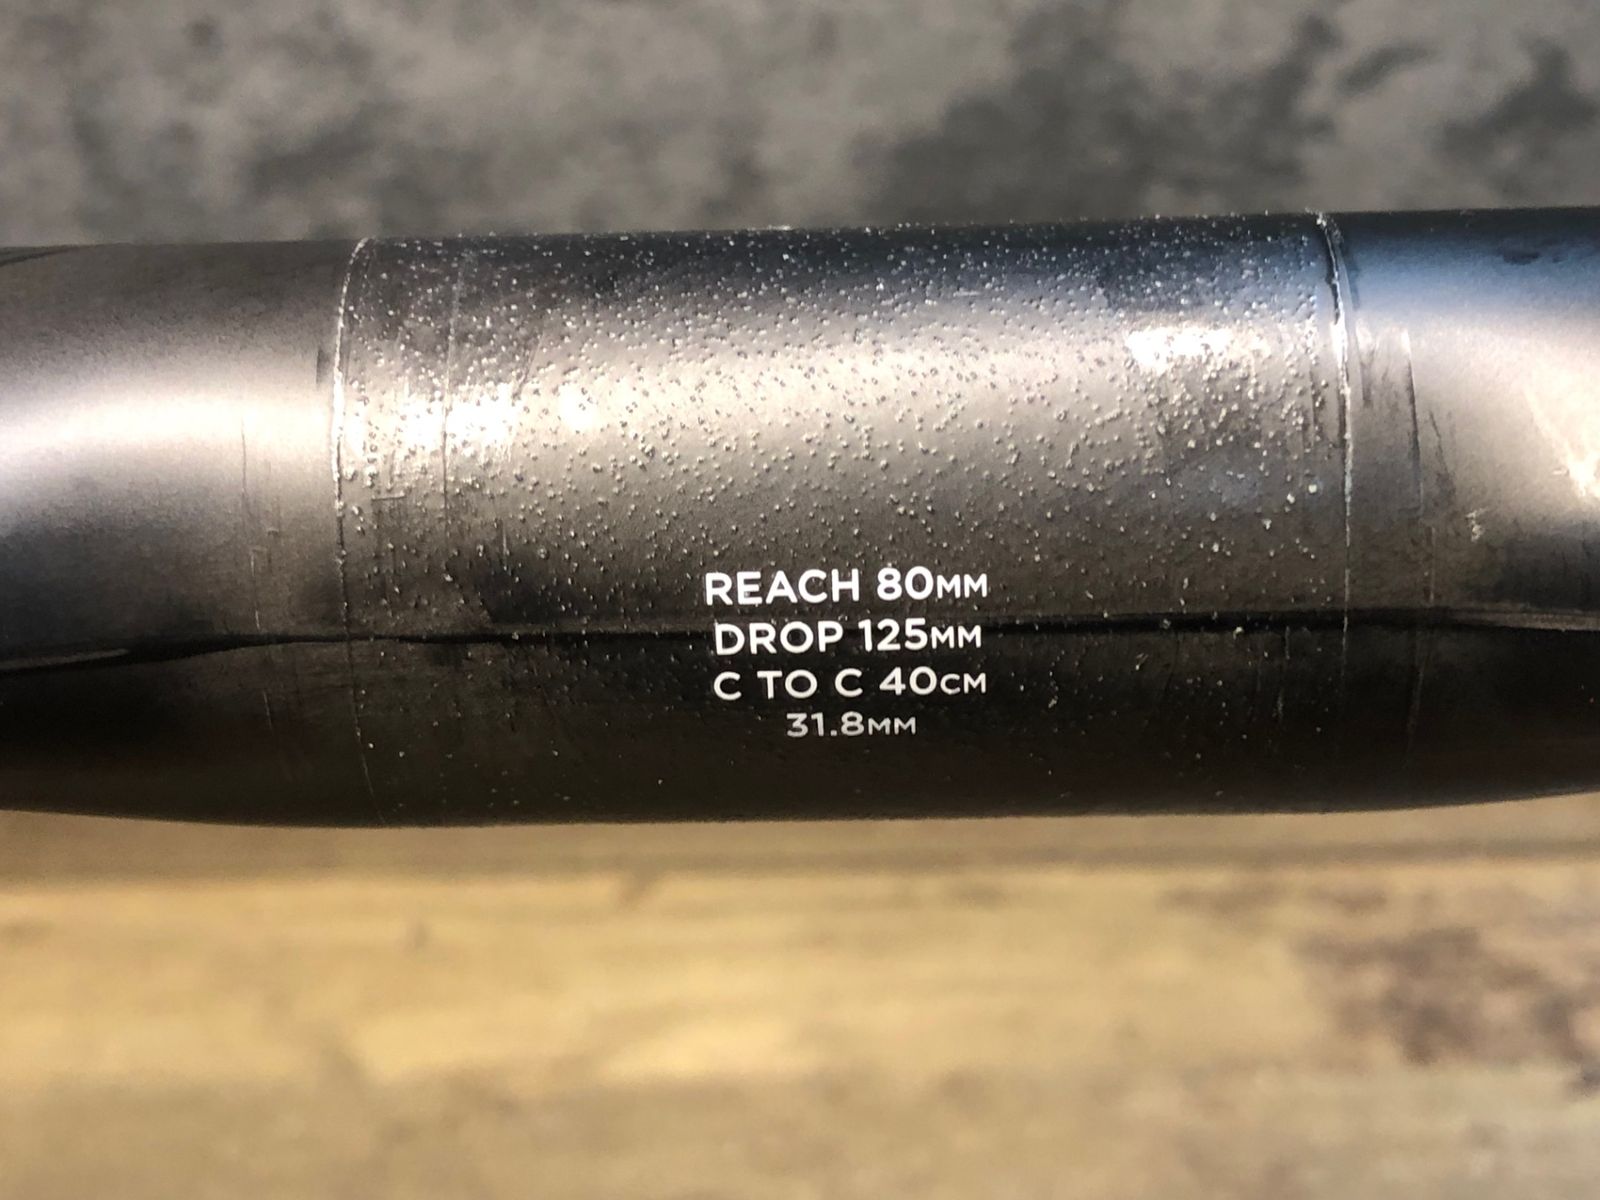 REACH 80MM
DROP 125MM
C TO C 40CM
31.8MM